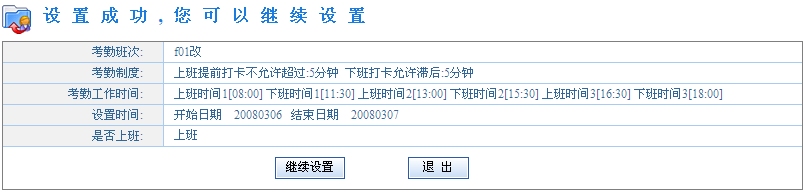 设置成功,您可以继续设置
考勤班次: f01改
考勤制度: 上班提前打卡不允许超过:5分钟 下班打卡允许滞后:5分钟
考勤工作时间: 上班时间1[08:00] 下班时间1[11:30] 上班时间2[13:00] 下班时间2[15:30] 上班时间3[16:30] 下班时间3[18:00]
设置时间: 开始日期 20080306 结束日期 20080307
是否上班: 上班
继续设置 退 出